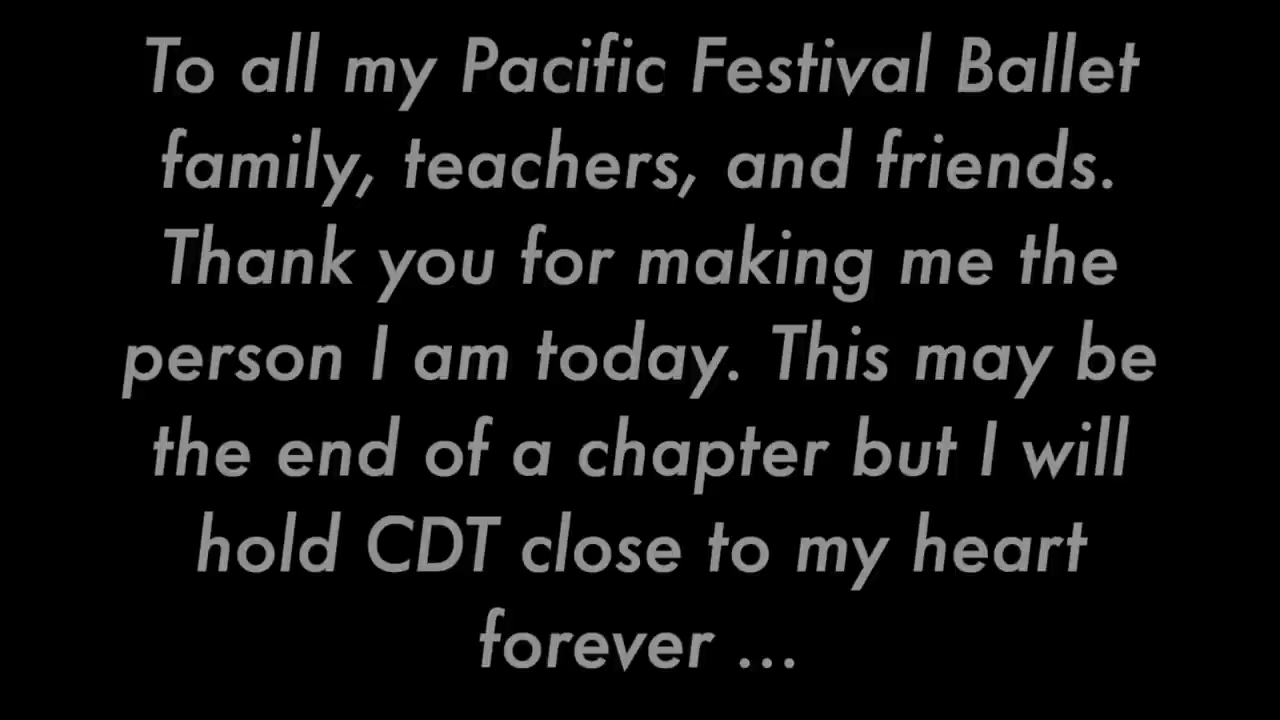 To all my Pacific Festival Ballet
family, teachers, and friends.
Thank you for making me the
person I am today. This may be
the end of a chapter but I will
hold CDT close to my heart
forever ...